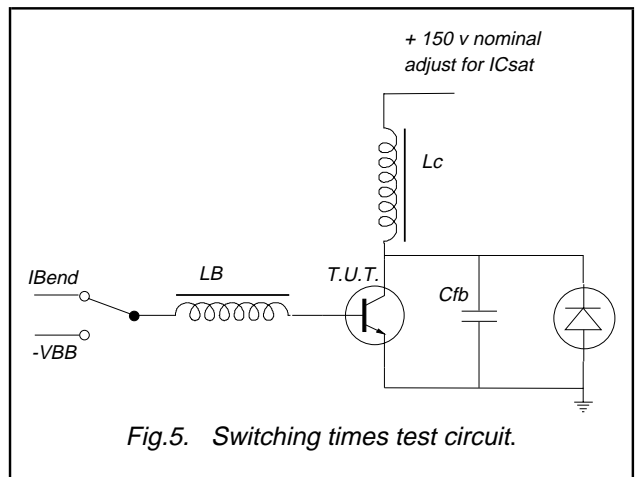 + 150 v nominal
adjust for ICsat
Lc
IBend
LB
T.U.T.
Cfb
-VBB
Fig.5. Switching times test circuit.